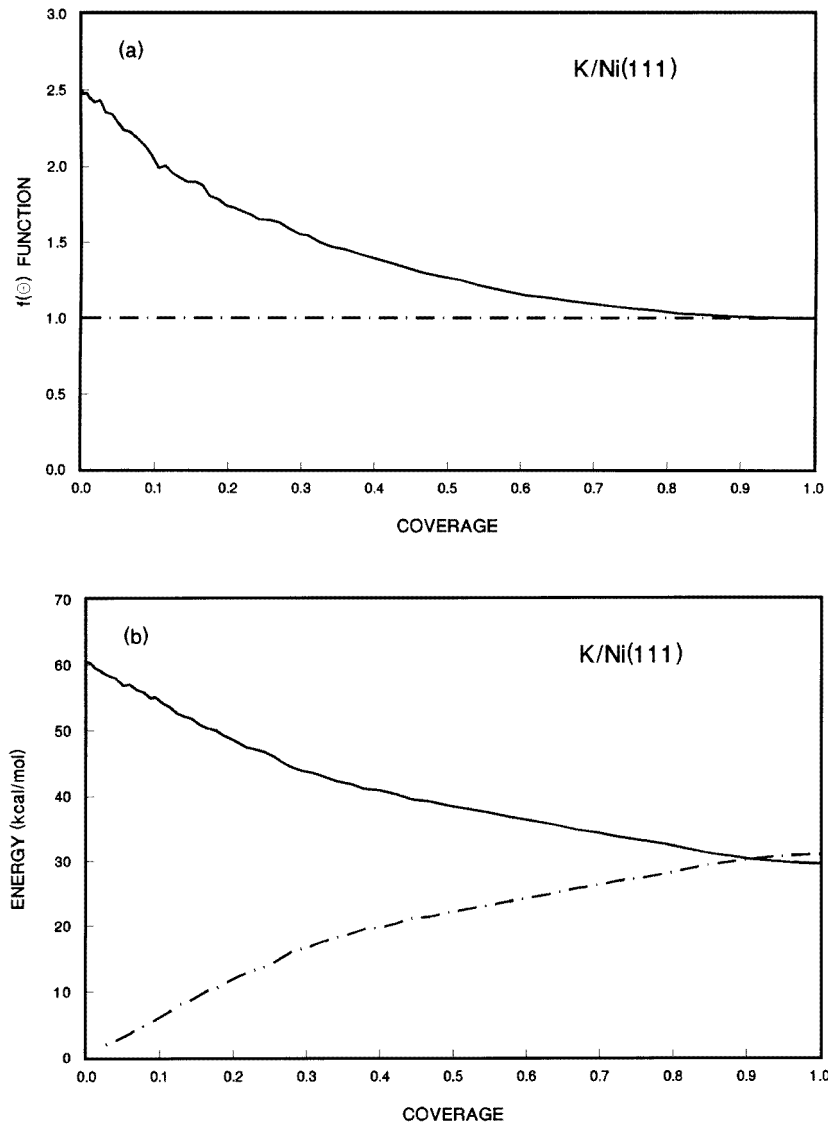 3.0
(a)
K/Ni(111)
2.5
2.0
1.5
1.0
0.5
0.0
f(⊙) FUNCTION
0.0 0.1 0.2 0.3 0.4 0.5 0.6 0.7 0.8 0.9 1.0
COVERAGE
70
(b)
K/Ni(111)
60
50
40
30
20
10
0
ENERGY (kcal/mol)
0.0 0.1 0.2 0.3 0.4 0.5 0.6 0.7 0.8 0.9 1.0
COVERAGE